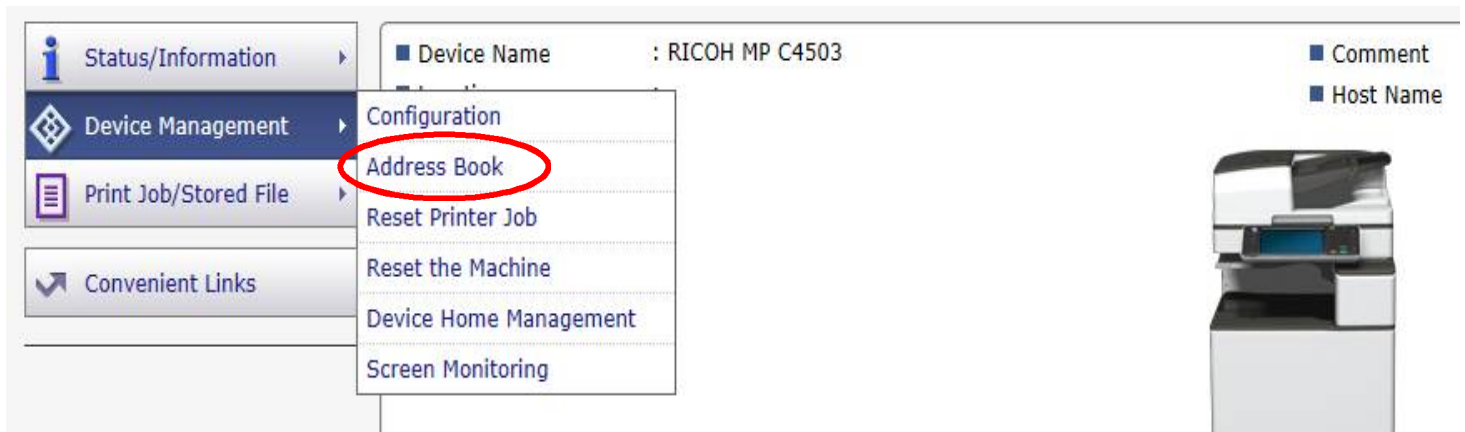 Status/Information
Device Management
Print Job/Stored File
Convenient Links
Configuration
Address Book
Reset Printer Job
Reset the Machine
Device Home Management
Screen Monitoring
Device Name : RICOH MP C4503
Comment
Host Name